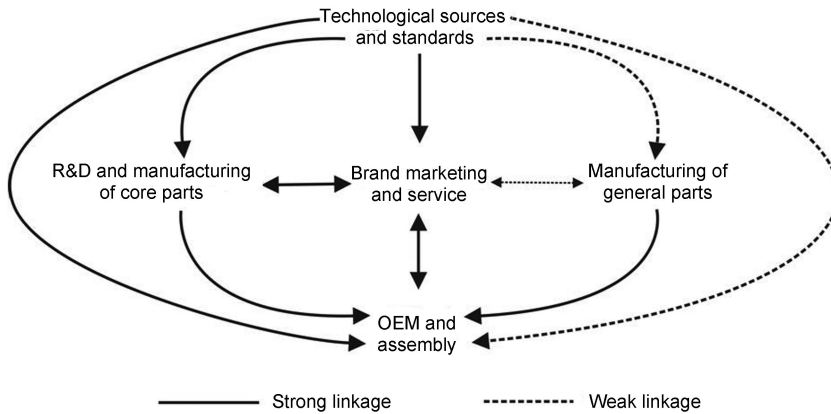 Technological sources
and standards
R&D and manufacturing
of core parts
Brand marketing
and service
Manufacturing of
general parts
OEM and
assembly
Strong linkage
Weak linkage